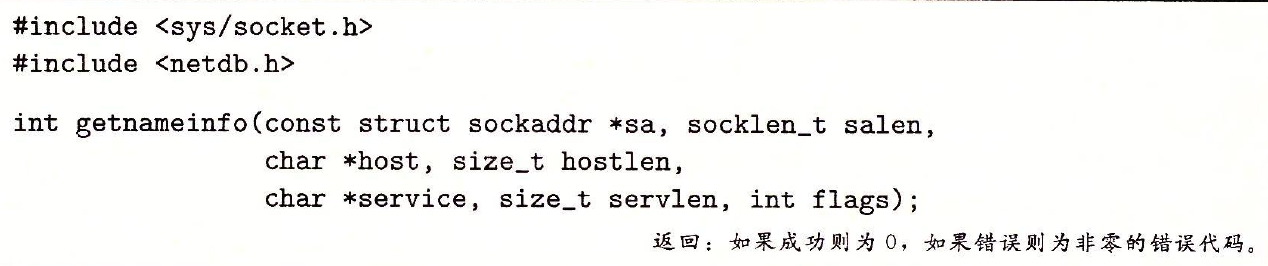 #include <sys/socket.h>
#include <netdb.h>
int getnameinfo(const struct sockaddr *sa, socklen_t salen,
char *host, size_t hostlen,
char *service, size_t servlen, int flags);
返回：如果成功则为 0，如果错误则为非零的错误代码。